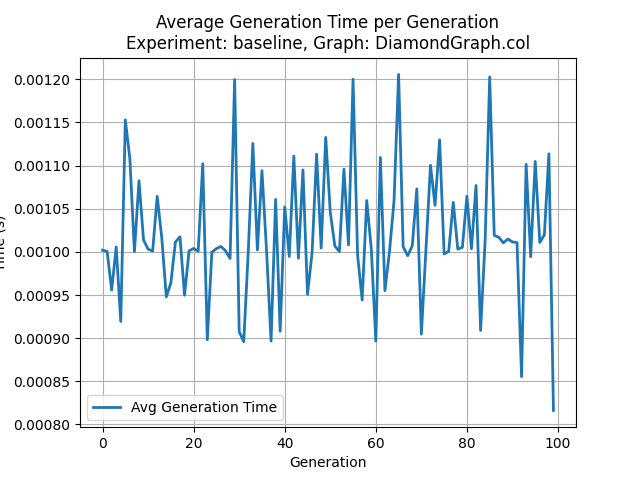 Average Generation Time per Generation
Experiment: baseline, Graph: DiamondGraph.col
0.00120
0.00115
0.00110
0.00105
0.00100
0.00095
0.00090
0.00085
0.00080
Time (s)
Avg Generation Time
0 20 40 60 80 100
Generation